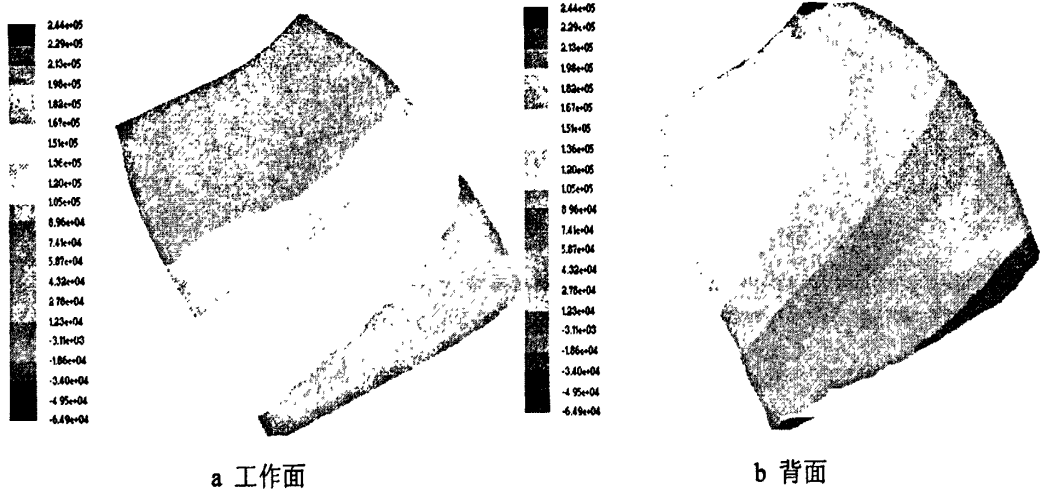 2.44e+05
2.29e+05
2.13e+05
1.98e+05
1.82e+05
1.67e+05
1.51e+05
1.36e+05
1.20e+05
1.05e+05
8.96e+04
7.41e+04
5.87e+04
4.32e+04
2.78e+04
1.23e+04
-3.11e+03
-1.86e+04
-3.40e+04
-4.95e+04
-6.49e+04
a 工作面
2.44e+05
2.29e+05
2.13e+05
1.98e+05
1.82e+05
1.67e+05
1.51e+05
1.36e+05
1.20e+05
1.05e+05
8.96e+04
7.41e+04
5.87e+04
4.32e+04
2.78e+04
1.23e+04
-3.11e+03
-1.86e+04
-3.40e+04
-4.95e+04
-6.49e+04
b 背面